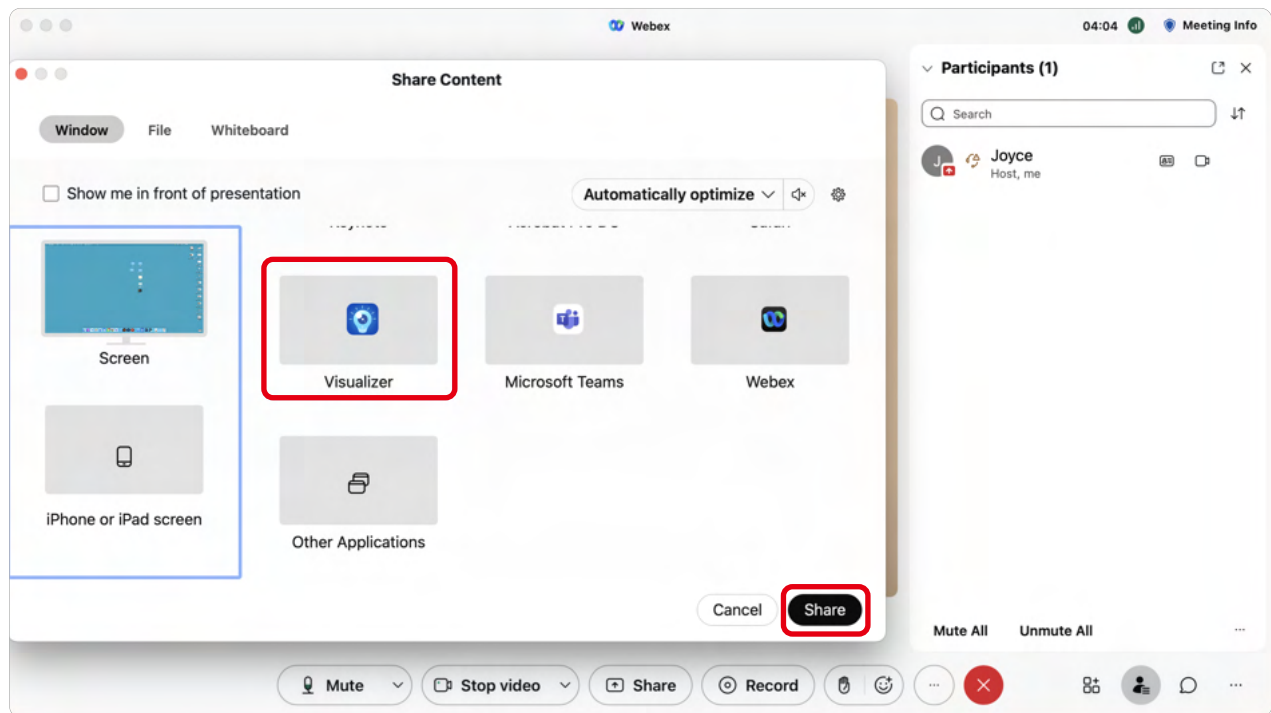 Webex
04:04
Meeting Info
Share Content
Window File Whiteboard
Show me in front of presentation
Automatically optimize
Screen
Visualizer
Microsoft Teams
Webex
iPhone or iPad screen
Other Applications
Cancel
Share
Participants (1)
Search
J
Joyce
Host, me
Mute All
Unmute All
Mute
Stop video
Share
Record